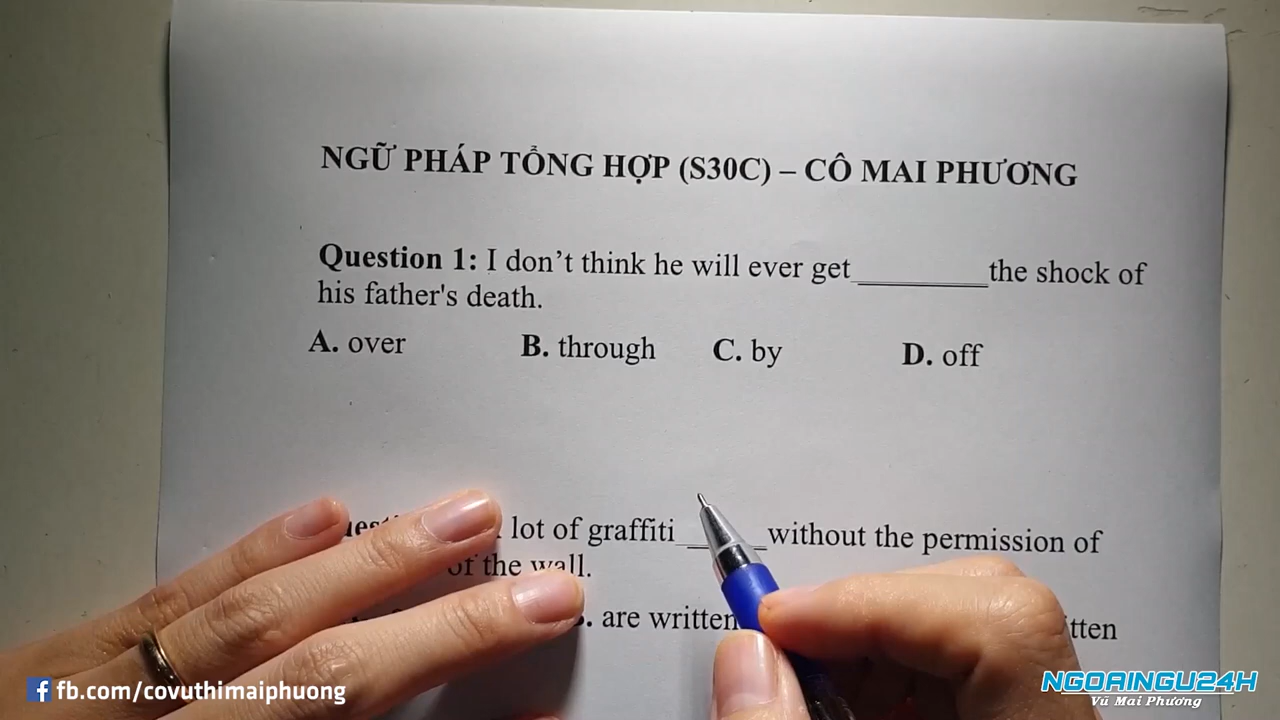 NGỮ PHÁP TỔNG HỢP (S30C) – CÔ MAI PHƯƠNG
Question 1: I don't think he will ever get_________the shock of
his father's death.
A. over B. through C. by D. off
lot of graffiti ______without the permission of
of the wall.
are written
fb.com/covuthimaiphuong
NGOAINGU24H
Vũ Mai Phương